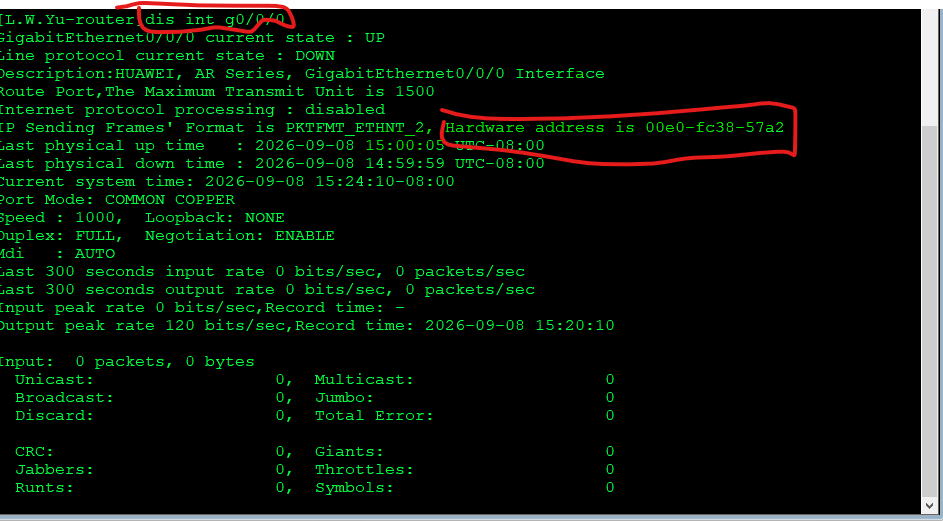 [L.W.Yu-router]dis int g0/0/0
GigabitEthernet0/0/0 current state : UP
Line protocol current state : DOWN
Description:HUAWEI, AR Series, GigabitEthernet0/0/0 Interface
Route Port,The Maximum Transmit Unit is 1500
Internet protocol processing : disabled
IP Sending Frames' Format is PKTFMT_ETHNT_2, Hardware address is 00e0-fc38-57a2
Last physical up time   : 2026-09-08 15:00:05 UTC-08:00
Last physical down time : 2026-09-08 14:59:59 UTC-08:00
Current system time: 2026-09-08 15:24:10-08:00
Port Mode: COMMON COPPER
Speed : 1000,  Loopback: NONE
Duplex: FULL,  Negotiation: ENABLE
Mdi   : AUTO
Last 300 seconds input rate 0 bits/sec, 0 packets/sec
Last 300 seconds output rate 0 bits/sec, 0 packets/sec
Input peak rate 0 bits/sec,Record time: -
Output peak rate 120 bits/sec,Record time: 2026-09-08 15:20:10
Input:  0 packets, 0 bytes
Unicast: 0, Multicast: 0
Broadcast: 0, Jumbo: 0
Discard: 0, Total Error: 0
CRC: 0, Giants: 0
Jabbers: 0, Throttles: 0
Runts: 0, Symbols: 0